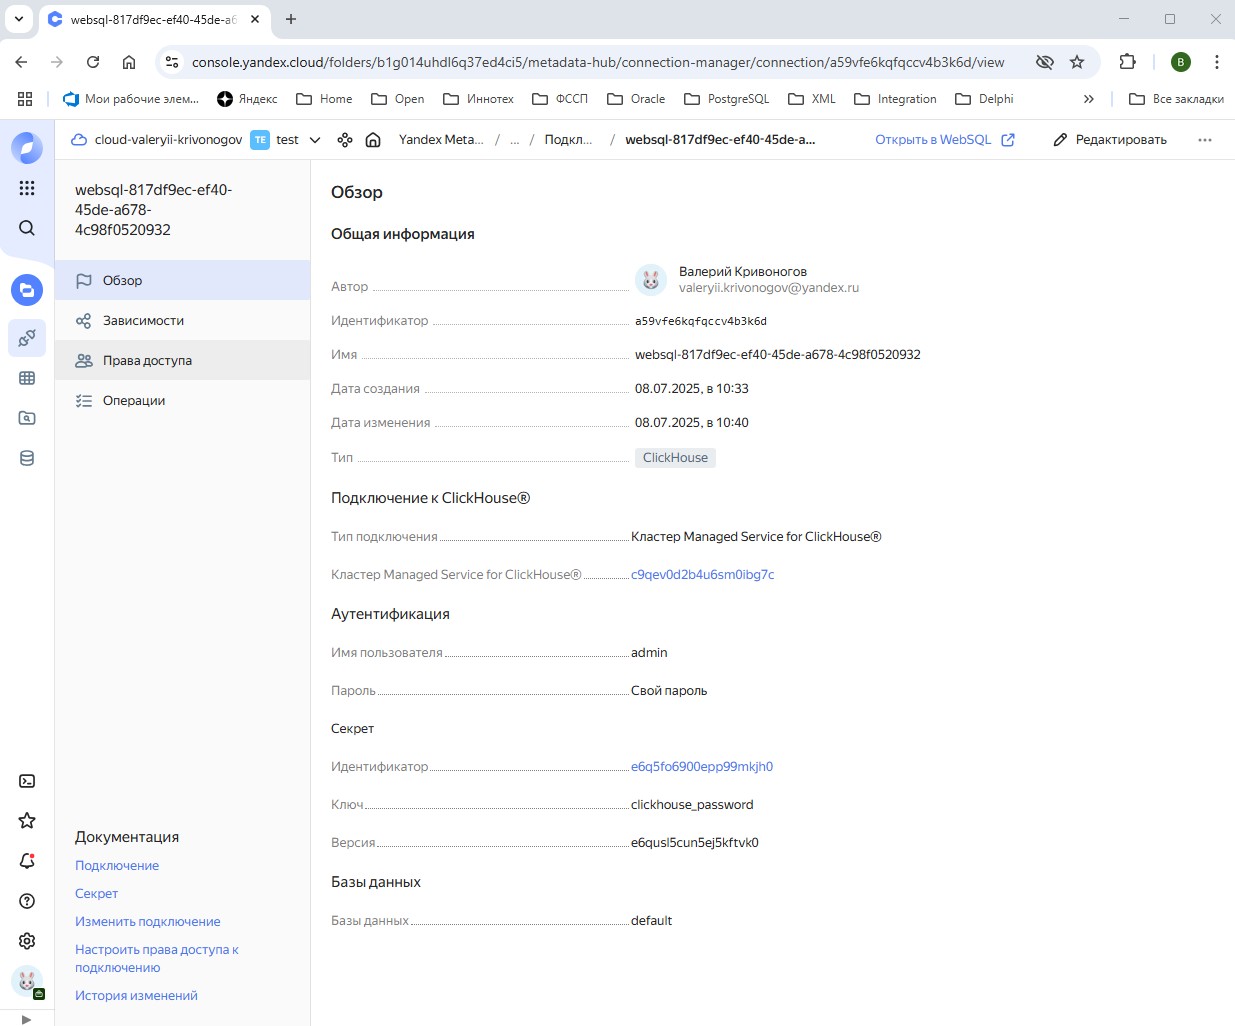 websql-817df9ec-ef40-45de-a6
console.yandex.cloud/folders/b1g014uhdl6q37ed4ci5/metadata-hub/connection-manager/connection/a59vfe6kqfqccv4b3k6d/view
B
Мои рабочие элем...
Яндекс
Home
Open
Иннотех
ФССП
Oracle
PostgreSQL
XML
Integration
Delphi
Все закладки
cloud-valeryii-krivonogov
TE
test
Yandex Meta... / ... / Подкл... / websql-817df9ec-ef40-45de-a...
Открыть в WebSQL
Редактировать
websql-817df9ec-ef40-
45de-a678-
4c98f0520932
Обзор
Зависимости
Права доступа
Операции
Документация
Подключение
Секрет
Изменить подключение
Настроить права доступа к
подключению
История изменений
Обзор
Общая информация
Автор
Валерий Кривоногов
valeryii.krivonogov@yandex.ru
Идентификатор a59vfe6kqfqccv4b3k6d
Имя websql-817df9ec-ef40-45de-a678-4c98f0520932
Дата создания 08.07.2025, в 10:33
Дата изменения 08.07.2025, в 10:40
Тип ClickHouse
Подключение к ClickHouse®
Тип подключения Кластер Managed Service for ClickHouse®
Кластер Managed Service for ClickHouse® c9qev0d2b4u6sm0ibg7c
Аутентификация
Имя пользователя admin
Пароль Свой пароль
Секрет
Идентификатор e6q5fo6900epp99mkjh0
Ключ clickhouse_password
Версия e6qusl5cun5ej5kftvk0
Базы данных
Базы данных default